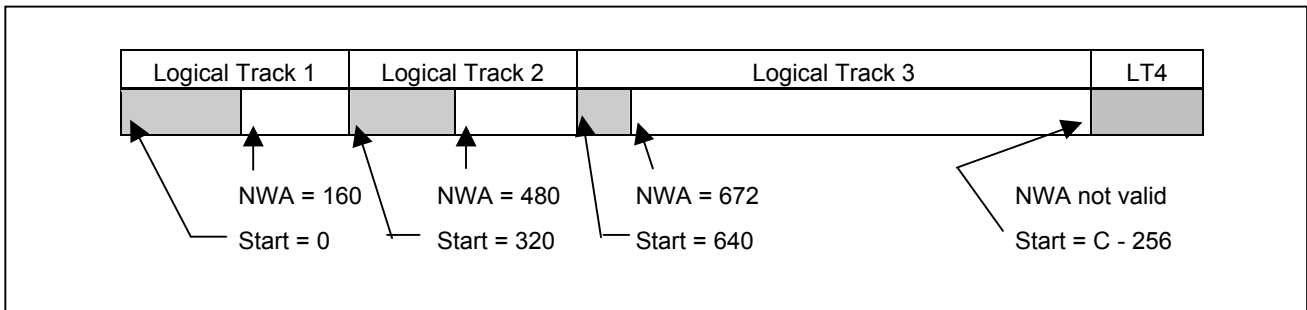 Logical Track 1 Logical Track 2 Logical Track 3 LT4
NWA = 160 NWA = 480 NWA = 672 NWA not valid
Start = 0 Start = 320 Start = 640 Start = C - 256